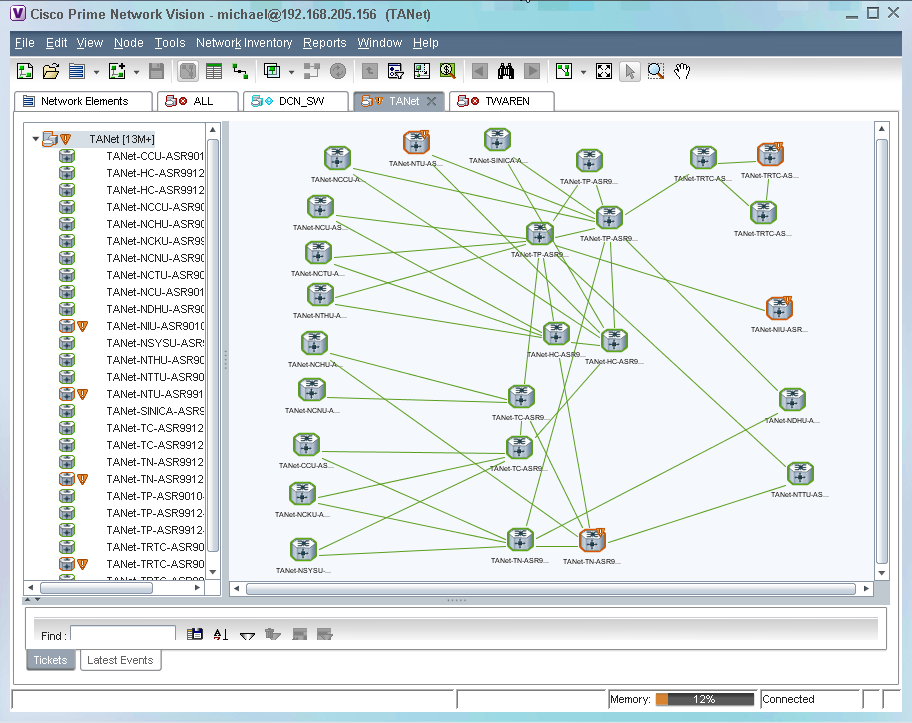 Cisco Prime Network Vision - michael@192.168.205.156 (TANet)
File Edit View Node Tools Network Inventory Reports Window Help
Network Elements ALL DCN_SW TANet TWAREN
TANet [13M+]
TANet-CCU-ASR901
TANet-HC-ASR9912
TANet-HC-ASR9912
TANet-NCCU-ASR90
TANet-NCHU-ASR90
TANet-NCKU-ASR99
TANet-NCNU-ASR90
TANet-NCTU-ASR90
TANet-NCU-ASR901
TANet-NDHU-ASR90
TANet-NIU-ASR9010
TANet-NSYSU-ASR9
TANet-NTHU-ASR90
TANet-NTTU-ASR90
TANet-NTU-ASR991
TANet-SINICA-ASR9
TANet-TC-ASR9912
TANet-TC-ASR9912
TANet-TN-ASR9912
TANet-TN-ASR9912
TANet-TP-ASR9010-
TANet-TP-ASR9912-
TANet-TP-ASR9912-
TANet-TRTC-ASR90
TANet-TRTC-ASR90
TANet-TRTC-ASR90
TANet-NCCU-A...
TANet-NTU-AS...
TANet-SINICA-A...
TANet-TP-ASR9...
TANet-TRTC-AS...
TANet-TRTC-AS...
TANet-NCU-AS...
TANet-TP-ASR9...
TANet-TP-ASR9...
TANet-TRTC-AS...
TANet-NCTU-A...
TANet-NTHU-A...
TANet-NIU-ASR...
TANet-NCHU-A...
TANet-HC-ASR9...
TANet-HC-ASR9...
TANet-NCNU-A...
TANet-TC-ASR9...
TANet-NDHU-A...
TANet-CCU-AS...
TANet-TC-ASR9...
TANet-NTTU-AS...
TANet-NCKU-A...
TANet-NSYSU-...
TANet-TN-ASR9...
TANet-TN-ASR9...
Find :
Tickets Latest Events
Memory: 12% Connected